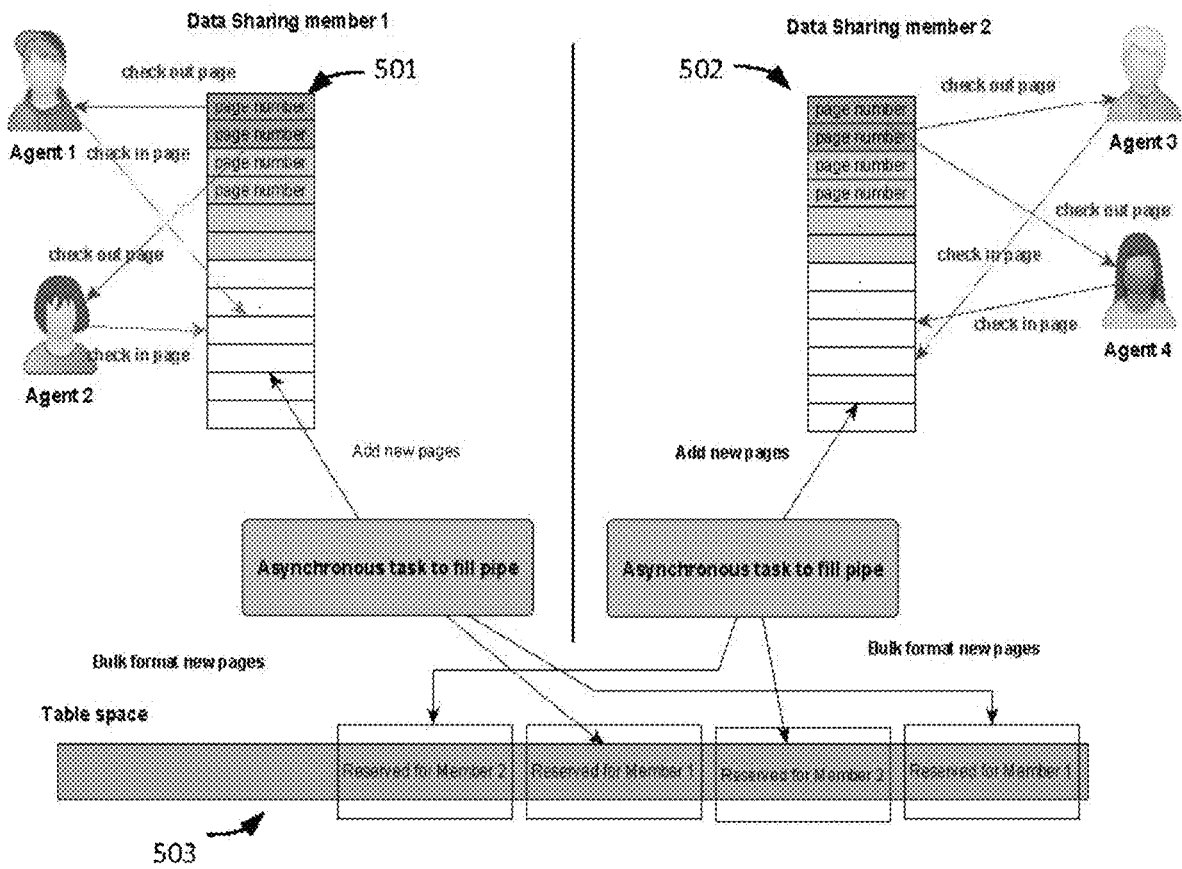 Data Sharing member 1
Data Sharing member 2
501
502
check out page
check out page
page number
page number
page number
page number
page number
page number
page number
page number
Agent 1
check in page
Agent 3
check out page
check out page
check in page
check in page
check in page
Agent 2
Agent 4
Add new pages
Add new pages
Asynchronous task to fill pipe
Asynchronous task to fill pipe
Bulk format new pages
Bulk format new pages
Table space
Reserved for Member 2
Reserved for Member 1
Reserved for Member 2
Reserved for Member 1
503